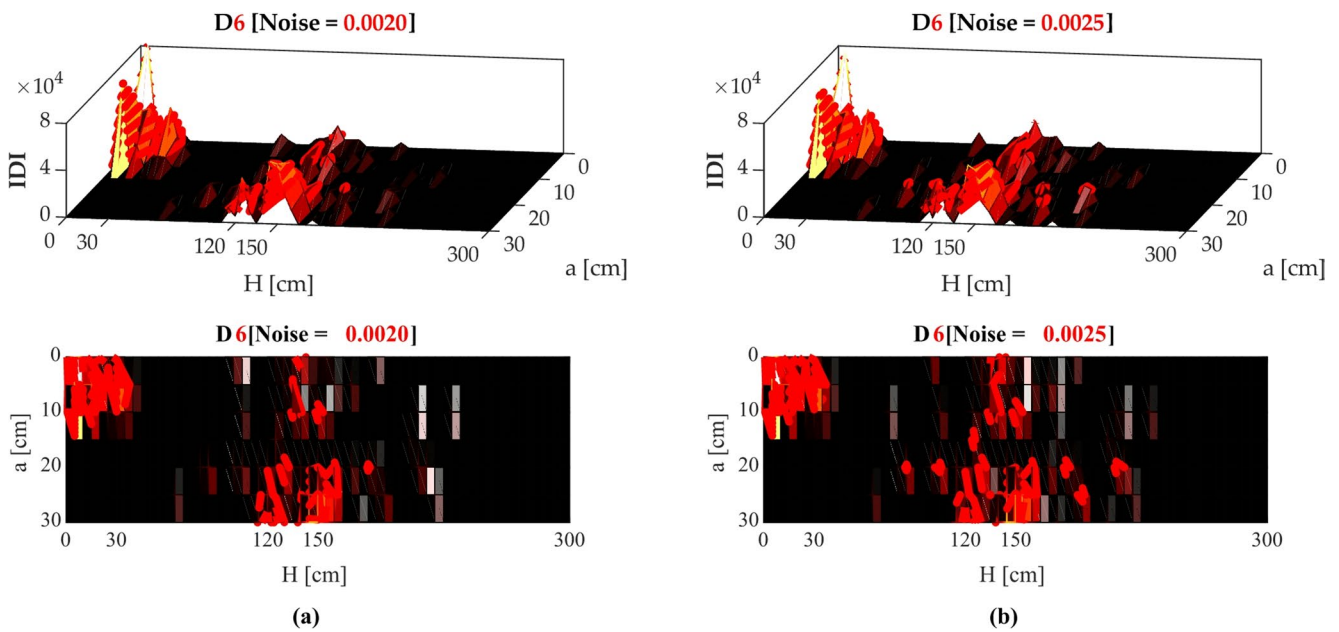 D6 [Noise = 0.0020]
×10⁴
8
4
0
IDI
0
10
20
30
a [cm]
0 30 120 150 300
H [cm]
D6 [Noise = 0.0025]
×10⁴
8
4
0
IDI
0
10
20
30
a [cm]
0 30 120 150 300
H [cm]
D 6[Noise = 0.0020]
0
10
20
30
a [cm]
0 30 120 150 300
H [cm]
(a)
D 6[Noise = 0.0025]
0
10
20
30
a [cm]
0 30 120 150 300
H [cm]
(b)